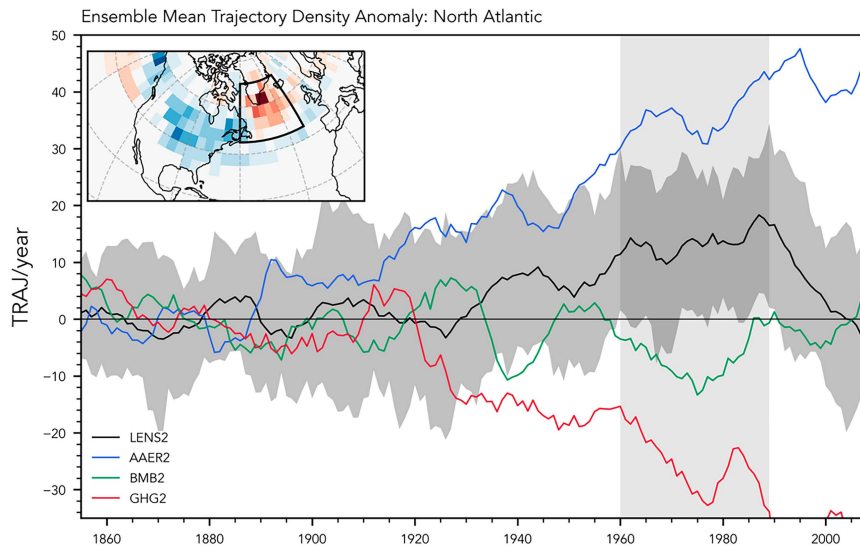 Ensemble Mean Trajectory Density Anomaly: North Atlantic
TRAJ/year
50
40
30
20
10
0
−10
−20
−30
LENS2
AAER2
BMB2
GHG2
1860
1880
1900
1920
1940
1960
1980
2000